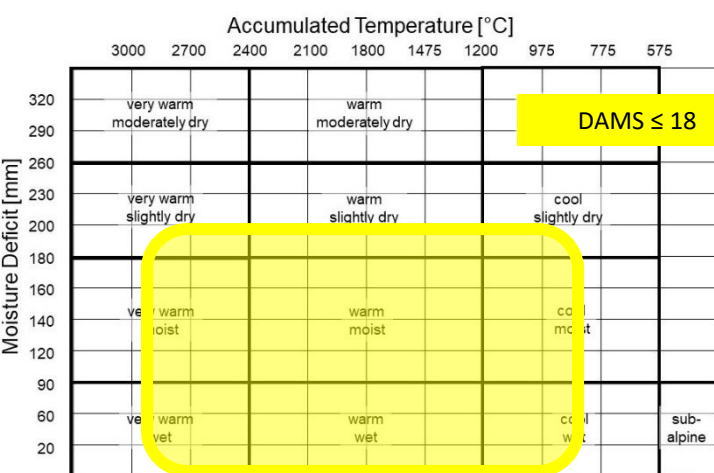 Accumulated Temperature [°C]
3000 2700 2400 2100 1800 1475 1200 975 775 575
Moisture Deficit [mm]
320
very warm
moderately dry
warm
moderately dry
DAMS ≤ 18
290
260
230
very warm
slightly dry
warm
slightly dry
cool
slightly dry
200
180
160
140
warm
warm
moist
120
90
60
warm
warm
wet
sub-
alpine
20